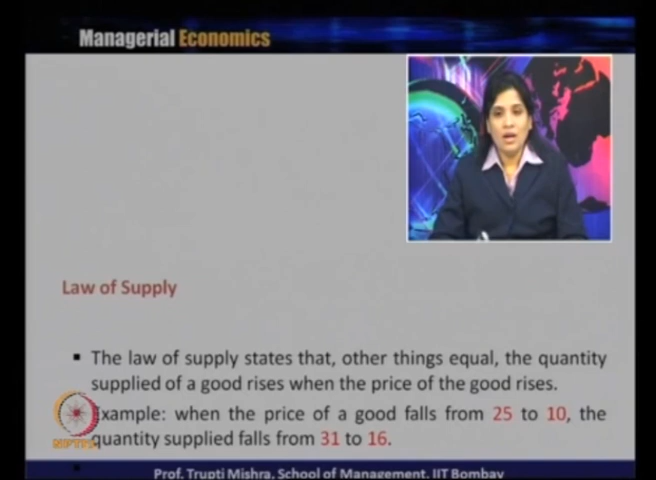 Managerial Economics
Law of Supply
▪ The law of supply states that, other things equal, the quantity
supplied of a good rises when the price of the good rises.
Example: when the price of a good falls from 25 to 10, the
quantity supplied falls from 31 to 16.
NPTEL
Prof. Trupti Mishra, School of Management, IIT Bombay